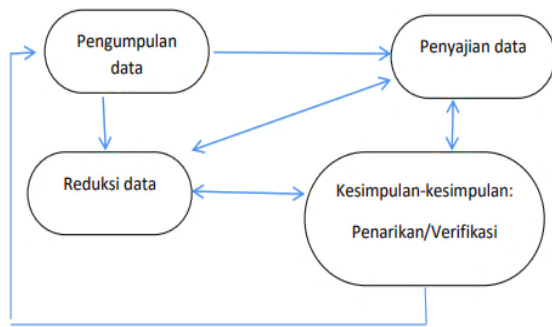 Pengumpulan
data
Penyajian data
Reduksi data
Kesimpulan-kesimpulan:
Penarikan/Verifikasi